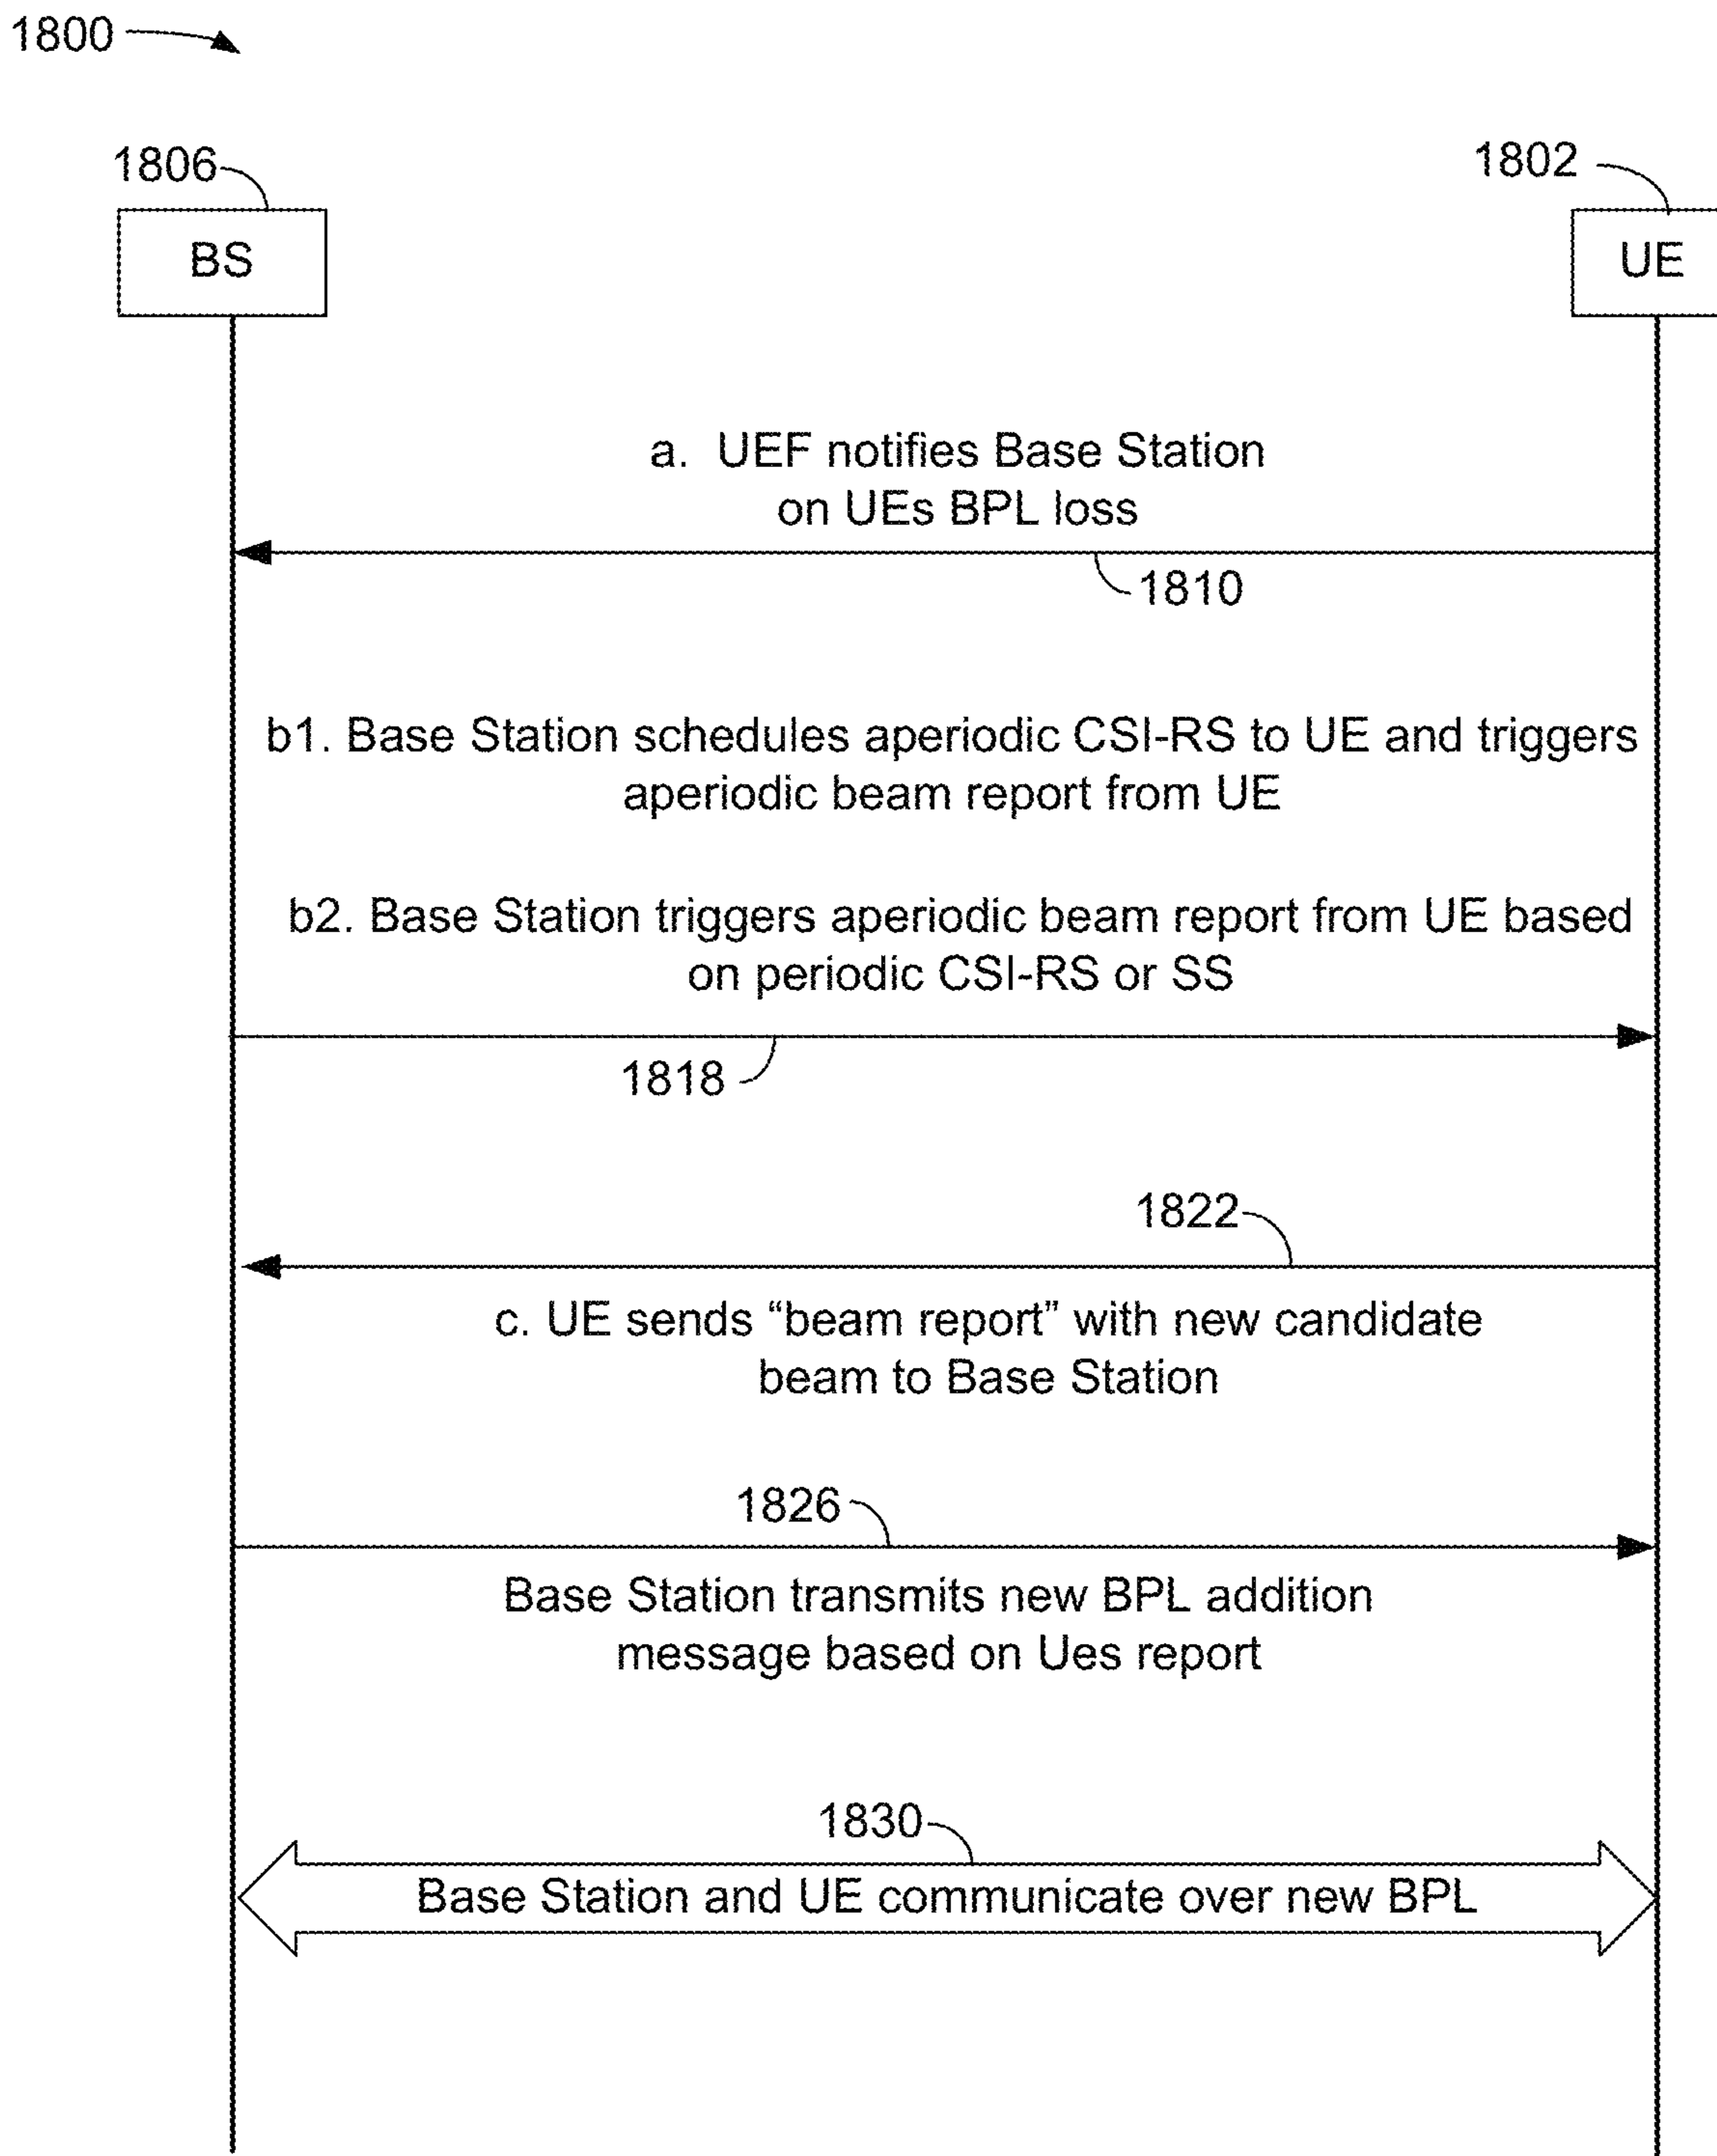 1800
1806
1802
BS
UE
a. UEF notifies Base Station
on UEs BPL loss
1810
b1. Base Station schedules aperiodic CSI-RS to UE and triggers
aperiodic beam report from UE
b2. Base Station triggers aperiodic beam report from UE based
on periodic CSI-RS or SS
1818
1822
c. UE sends “beam report” with new candidate
beam to Base Station
1826
Base Station transmits new BPL addition
message based on Ues report
1830
Base Station and UE communicate over new BPL